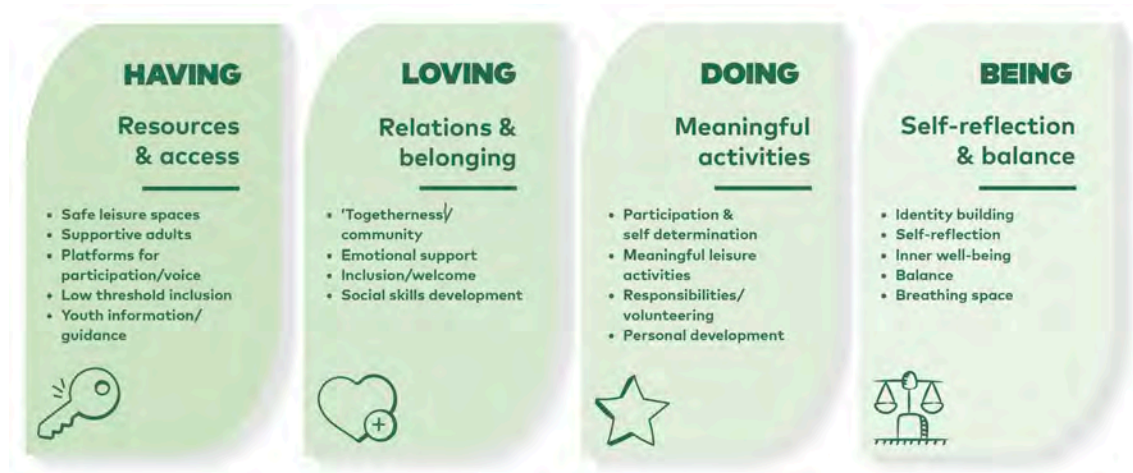 HAVING
Resources
& access
• Safe leisure spaces
• Supportive adults
• Platforms for
participation/voice
• Low threshold inclusion
• Youth information/
guidance
LOVING
Relations &
belonging
• 'Togetherness'/
community
• Emotional support
• Inclusion/welcome
• Social skills development
DOING
Meaningful
activities
• Participation &
self determination
• Meaningful leisure
activities
• Responsibilities/
volunteering
• Personal development
BEING
Self-reflection
& balance
• Identity building
• Self-reflection
• Inner well-being
• Balance
• Breathing space